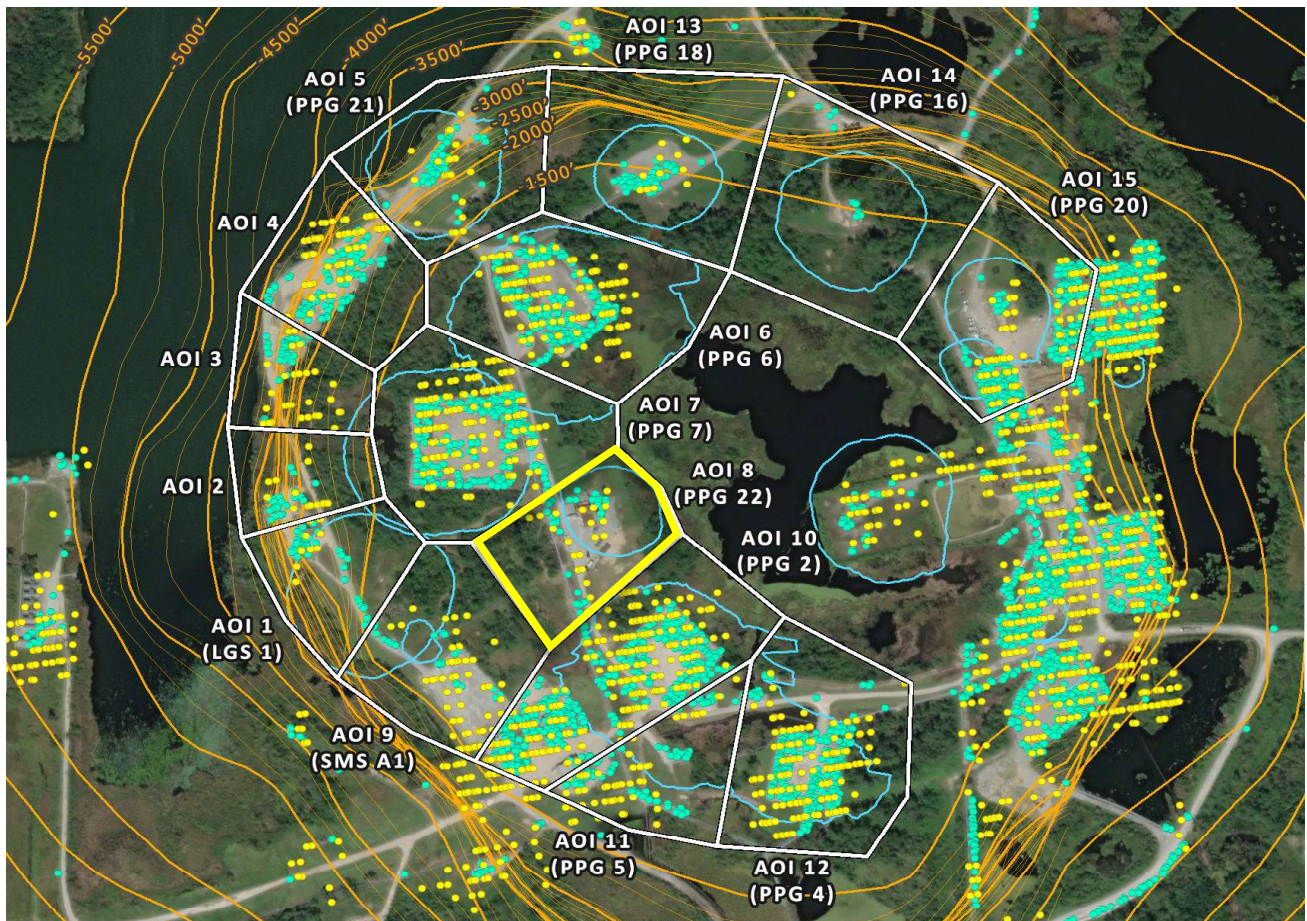 -5500'
-5000'
-4500'
-4000'
-3500'
-3000'
-2500'
-2000'
-1500'
AOI 13
(PPG 18)
AOI 5
(PPG 21)
AOI 14
(PPG 16)
AOI 15
(PPG 20)
AOI 4
AOI 3
AOI 6
(PPG 6)
AOI 7
(PPG 7)
AOI 2
AOI 8
(PPG 22)
AOI 10
(PPG 2)
AOI 1
(LGS 1)
AOI 9
(SMS A1)
AOI 11
(PPG 5)
AOI 12
(PPG 4)